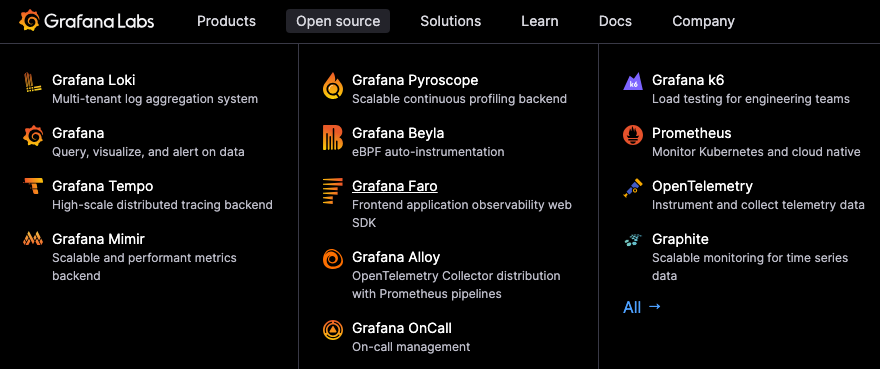 Grafana Labs
Products
Open source
Solutions
Learn
Docs
Company
Grafana Loki
Multi-tenant log aggregation system
Grafana
Query, visualize, and alert on data
Grafana Tempo
High-scale distributed tracing backend
Grafana Mimir
Scalable and performant metrics
backend
Grafana Pyroscope
Scalable continuous profiling backend
Grafana Beyla
eBPF auto-instrumentation
Grafana Faro
Frontend application observability web
SDK
Grafana Alloy
OpenTelemetry Collector distribution
with Prometheus pipelines
Grafana OnCall
On-call management
k6
Grafana k6
Load testing for engineering teams
Prometheus
Monitor Kubernetes and cloud native
OpenTelemetry
Instrument and collect telemetry data
Graphite
Scalable monitoring for time series
data
All →